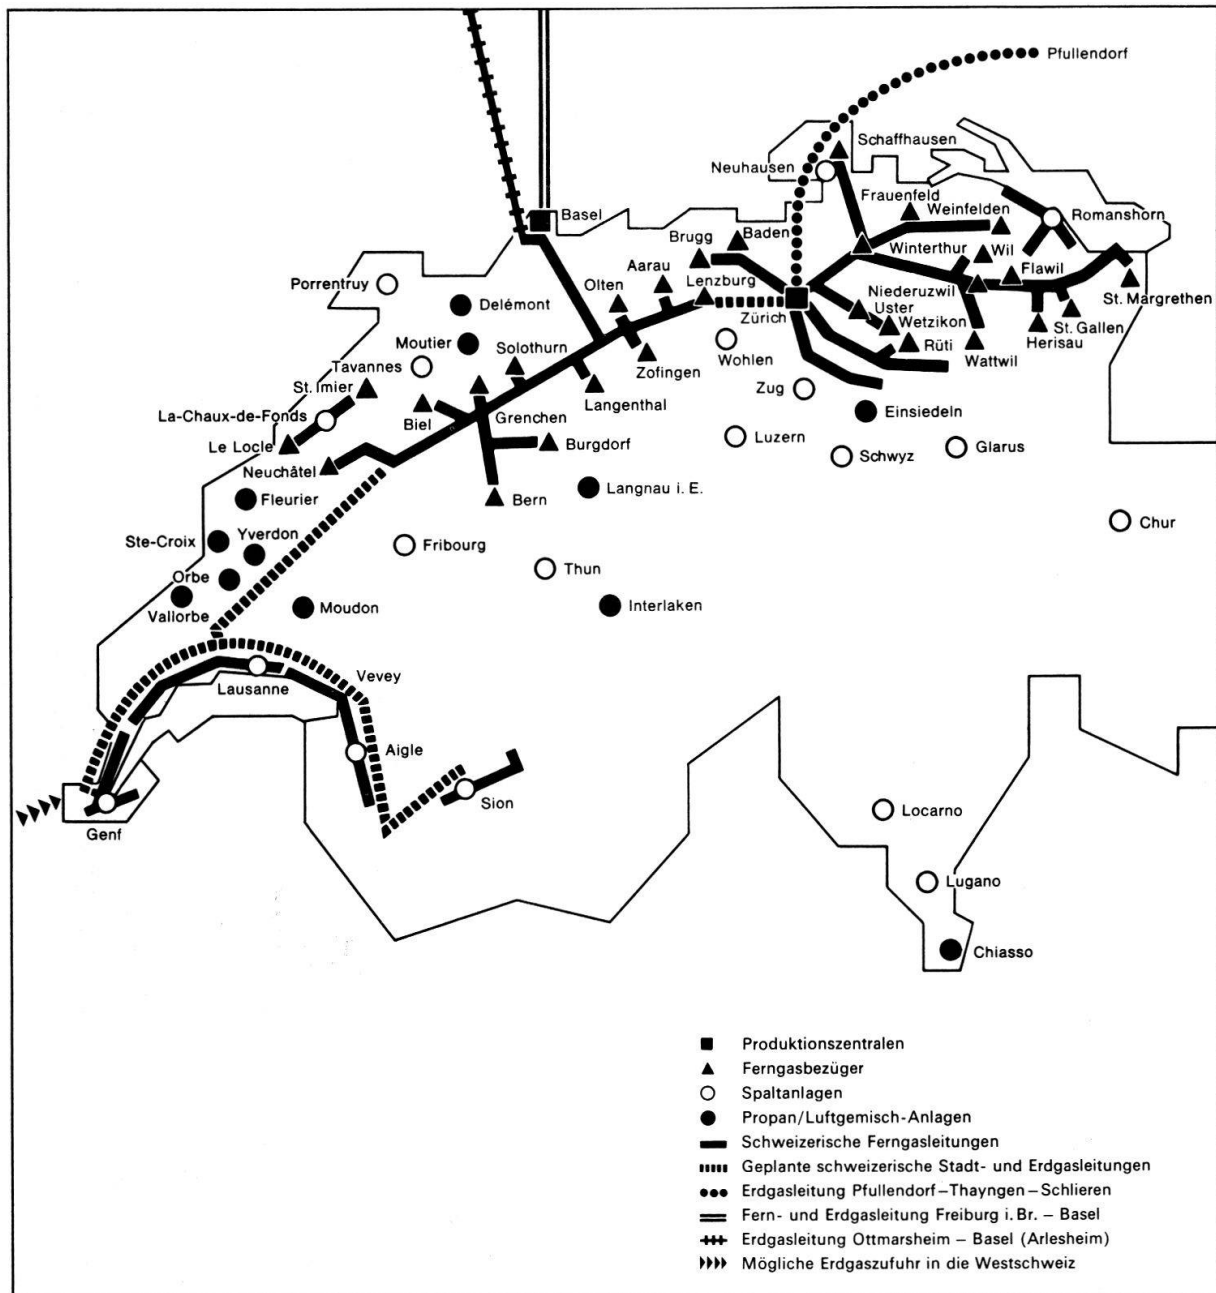 Pfullendorf
Schaffhausen
Neuhausen
Frauenfeld
Weinfelden
Romanshorn
Basel
Baden
Brugg
Winterthur
Wil
Aarau
Olten
Lenzburg
Flawil
Porrentruy
Delémont
Niederuzwil
St. Margrethen
Zürich
Uster
Wetzikon
St. Gallen
Moutier
Solothurn
Wohlen
Rüti
Herisau
Tavannes
Zofingen
Wattwil
St. Imier
Zug
La-Chaux-de-Fonds
Biel
Grenchen
Langenthal
Einsiedeln
Le Locle
Burgdorf
Luzern
Schwyz
Glarus
Neuchâtel
Fleurier
Bern
Langnau i. E.
Chur
Ste-Croix
Yverdon
Fribourg
Orbe
Thun
Vallorbe
Moudon
Interlaken
Lausanne
Vevey
Aigle
Sion
Genf
Locarno
Lugano
Chiasso
Produktionszentralen
Ferngasbezüger
Spaltanlagen
Propan/Luftgemisch-Anlagen
Schweizerische Ferngasleitungen
Geplante schweizerische Stadt- und Erdgasleitungen
Erdgasleitung Pfullendorf–Thayngen–Schlieren
Fern- und Erdgasleitung Freiburg i. Br. – Basel
Erdgasleitung Ottmarsheim – Basel (Arlesheim)
Mögliche Erdgaszufuhr in die Westschweiz